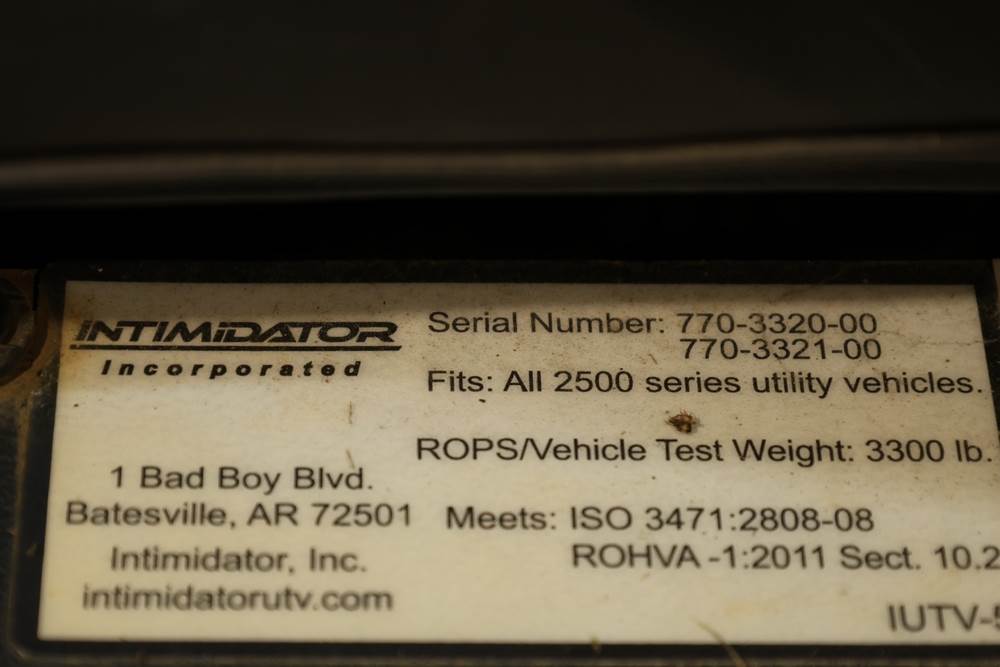 INTIMIDATOR
Incorporated
Serial Number: 770-3320-00
770-3321-00
Fits: All 2500 series utility vehicles.
ROPS/Vehicle Test Weight: 3300 lb.
1 Bad Boy Blvd.
Batesville, AR 72501
Intimidator, Inc.
intimidatorutv.com
Meets: ISO 3471:2808-08
ROHVA -1:2011 Sect. 10.2
IUTV-5